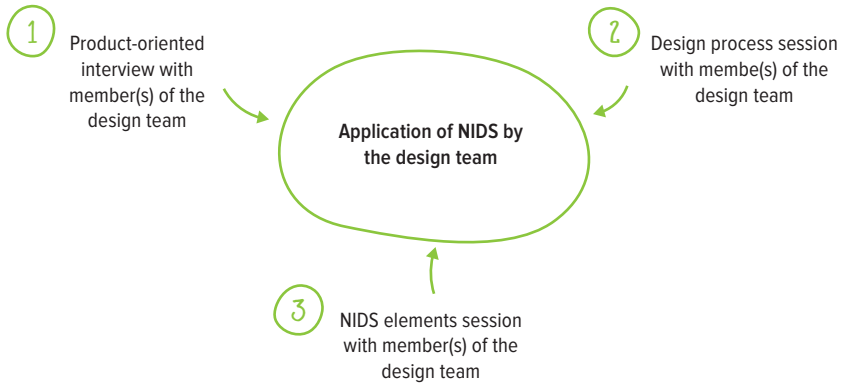 1
Product-oriented
interview with
member(s) of the
design team
2
Design process session
with membe(s) of the
design team
Application of NIDS by
the design team
3
NIDS elements session
with member(s) of the
design team